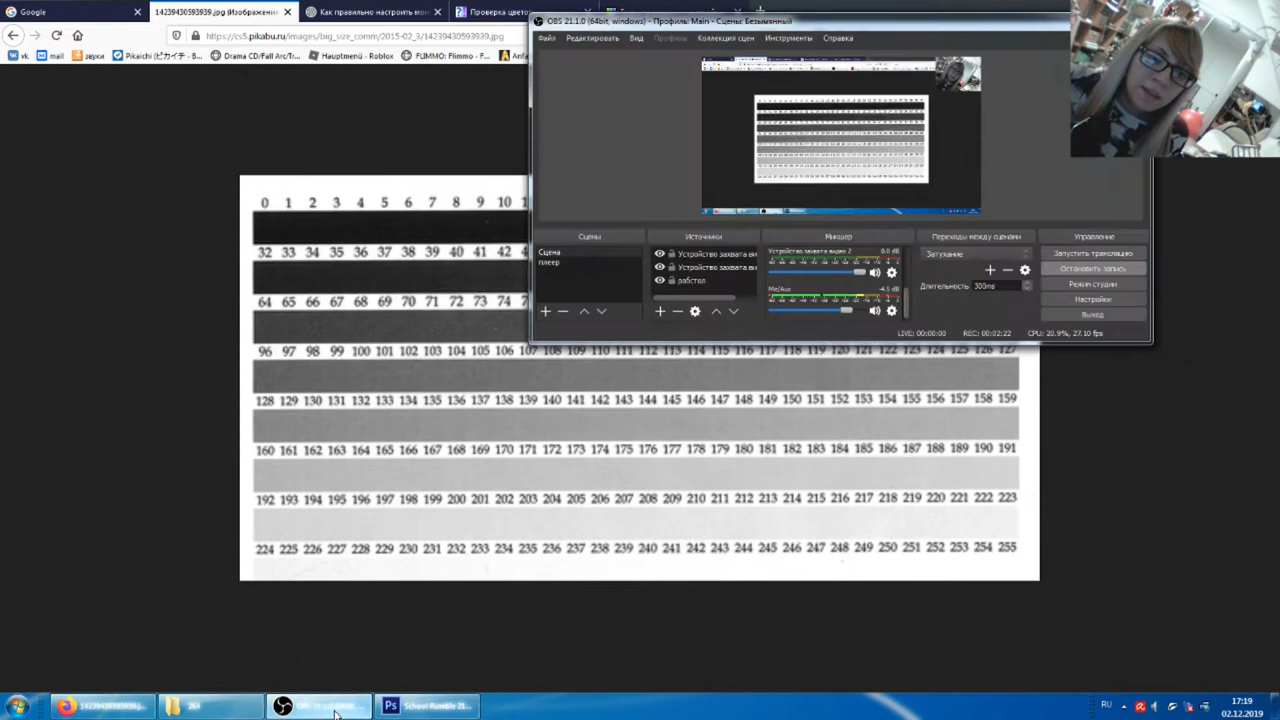 Google
14239430593939.jpg (Изображение
Как правильно настроить мон
Проверка цвето
https://cs5.pikabu.ru/images/big_size_comm/2015-02_3/14239430593939.jpg
vk
mail
звуки
Pikaichi (ピカイチ) - B...
Drama CD/Fall Arc/Tr...
Hauptmenü - Roblox
FLIMMO: Flimmo - F...
Anfa
OBS 21.1.0 (64bit, windows) - Профиль: Main - Сцены: Безымянный
Файл Редактировать Вид Профиль Коллекция сцен Инструменты Справка
Сцены
Сцена
плеер
Источники
Устройство захвата ви
Устройство захвата ви
рабстол
Микшер
Устройство захвата видео 2 0.0 dB
Mic/Aux -4.5 dB
Переходы между сценами
Затухание
Длительность 300ms
Управление
Запустить трансляцию
Остановить запись
Режим студии
Настройки
Выход
LIVE: 00:00:00 REC: 00:02:22 CPU: 23.9%, 27.10 fps
0 1 2 3 4 5 6 7 8 9 10
32 33 34 35 36 37 38 39 40 41
64 65 66 67 68 69 70 71 72 73 74
96 97 98 99 100 101 102 103 104 105 106 107 108 109 110 111 112 113 114 115 116 117 118 119 120 121 122 123 124 125 126 127
128 129 130 131 132 133 134 135 136 137 138 139 140 141 142 143 144 145 146 147 148 149 150 151 152 153 154 155 156 157 158 159
160 161 162 163 164 165 166 167 168 169 170 171 172 173 174 175 176 177 178 179 180 181 182 183 184 185 186 187 188 189 190 191
192 193 194 195 196 197 198 199 200 201 202 203 204 205 206 207 208 209 210 211 212 213 214 215 216 217 218 219 220 221 222 223
224 225 226 227 228 229 230 231 232 233 234 235 236 237 238 239 240 241 242 243 244 245 246 247 248 249 250 251 252 253 254 255
14239430593939.j...
264
School Rumble 21...
RU
17:19
02.12.2019